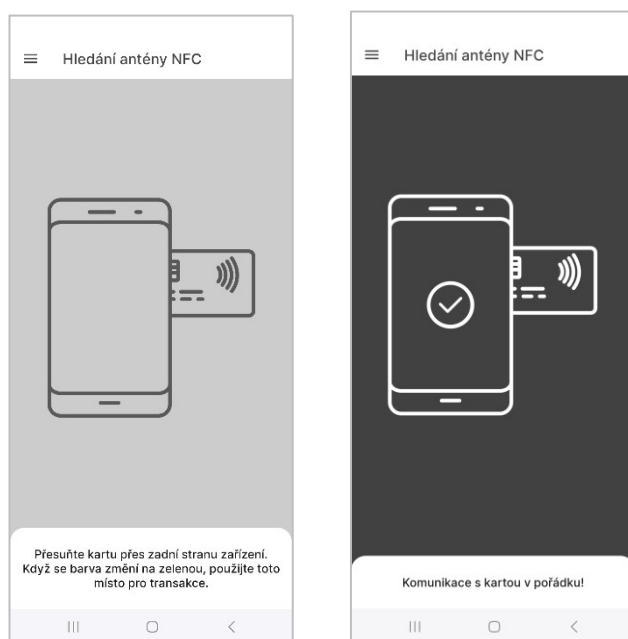 Hledání antény NFC
Přesuňte kartu přes zadní stranu zařízení.
Když se barva změní na zelenou, použijte toto
místo pro transakce.
Hledání antény NFC
Komunikace s kartou v pořádku!